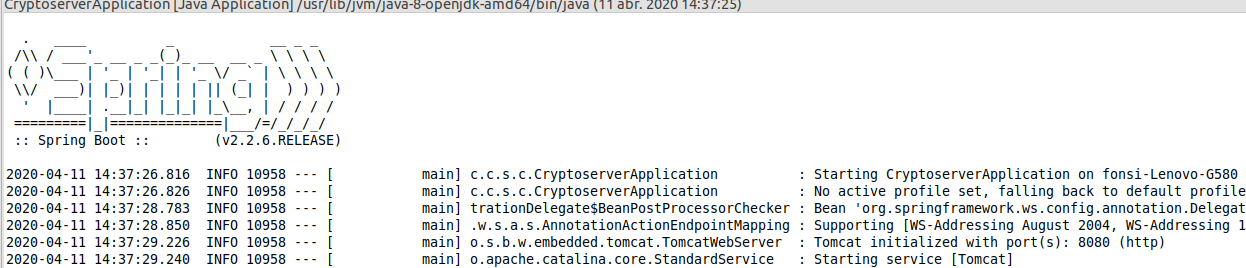 CryptoserverApplication [Java Application] /usr/lib/jvm/java-8-openjdk-amd64/bin/java (11 abr. 2020 14:37:25)
  .   ____          _            __ _ _
 /\\ / ___'_ __ _ _(_)_ __  __ _ \ \ \ \
( ( )\___ | '_ | '_| | '_ \/ _` | \ \ \ \
 \\/  ___)| |_)| | | | | || (_| |  ) ) ) )
  '  |____| .__|_| |_|_| |_\__, | / / / /
 =========|_|==============|___/=/_/_/_/
 :: Spring Boot ::        (v2.2.6.RELEASE)
2020-04-11 14:37:26.816  INFO 10958 --- [           main] c.c.s.c.CryptoserverApplication          : Starting CryptoserverApplication on fonsi-Lenovo-G580
2020-04-11 14:37:26.826  INFO 10958 --- [           main] c.c.s.c.CryptoserverApplication          : No active profile set, falling back to default profile
2020-04-11 14:37:28.783  INFO 10958 --- [           main] trationDelegate$BeanPostProcessorChecker : Bean 'org.springframework.ws.config.annotation.Delegat
2020-04-11 14:37:28.850  INFO 10958 --- [           main] .w.s.a.s.AnnotationActionEndpointMapping : Supporting [WS-Addressing August 2004, WS-Addressing 1
2020-04-11 14:37:29.226  INFO 10958 --- [           main] o.s.b.w.embedded.tomcat.TomcatWebServer  : Tomcat initialized with port(s): 8080 (http)
2020-04-11 14:37:29.240  INFO 10958 --- [           main] o.apache.catalina.core.StandardService   : Starting service [Tomcat]